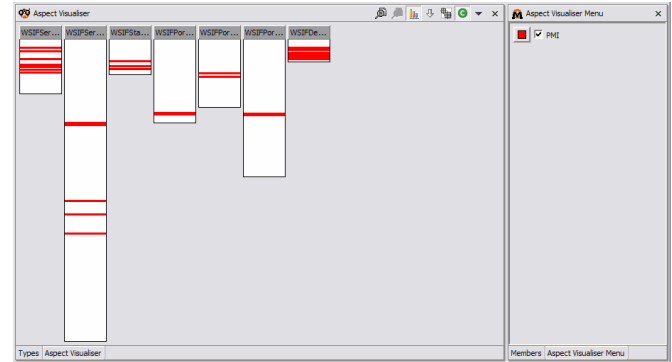 Aspect Visualiser
WSIFSer... WSIFSer... WSIFSta... WSIFPor... WSIFPor... WSIFPor... WSIFDe...
Types Aspect Visualiser
Aspect Visualiser Menu
PMI
Members Aspect Visualiser Menu